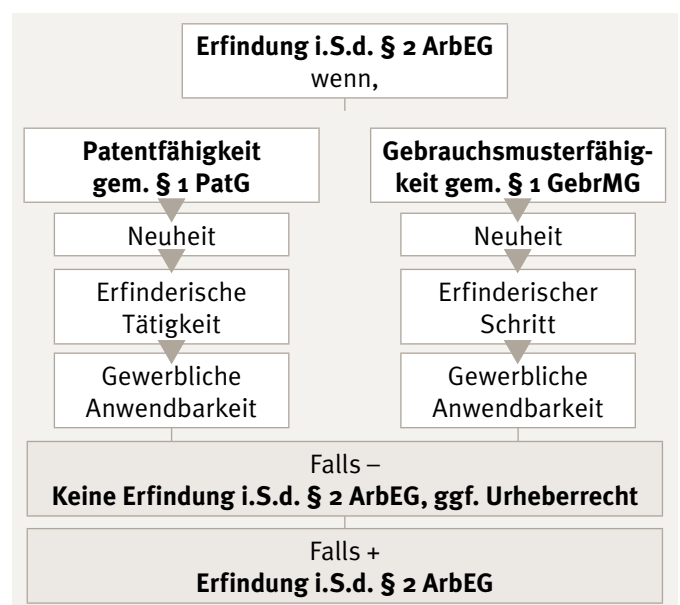 Erfindung i.S.d. § 2 ArbEG
wenn,
Patentfähigkeit
gem. § 1 PatG
Gebrauchsmusterfähig-
keit gem. § 1 GebrMG
Neuheit
Neuheit
Erfinderische
Tätigkeit
Erfinderischer
Schritt
Gewerbliche
Anwendbarkeit
Gewerbliche
Anwendbarkeit
Falls –
Keine Erfindung i.S.d. § 2 ArbEG, ggf. Urheberrecht
Falls +
Erfindung i.S.d. § 2 ArbEG